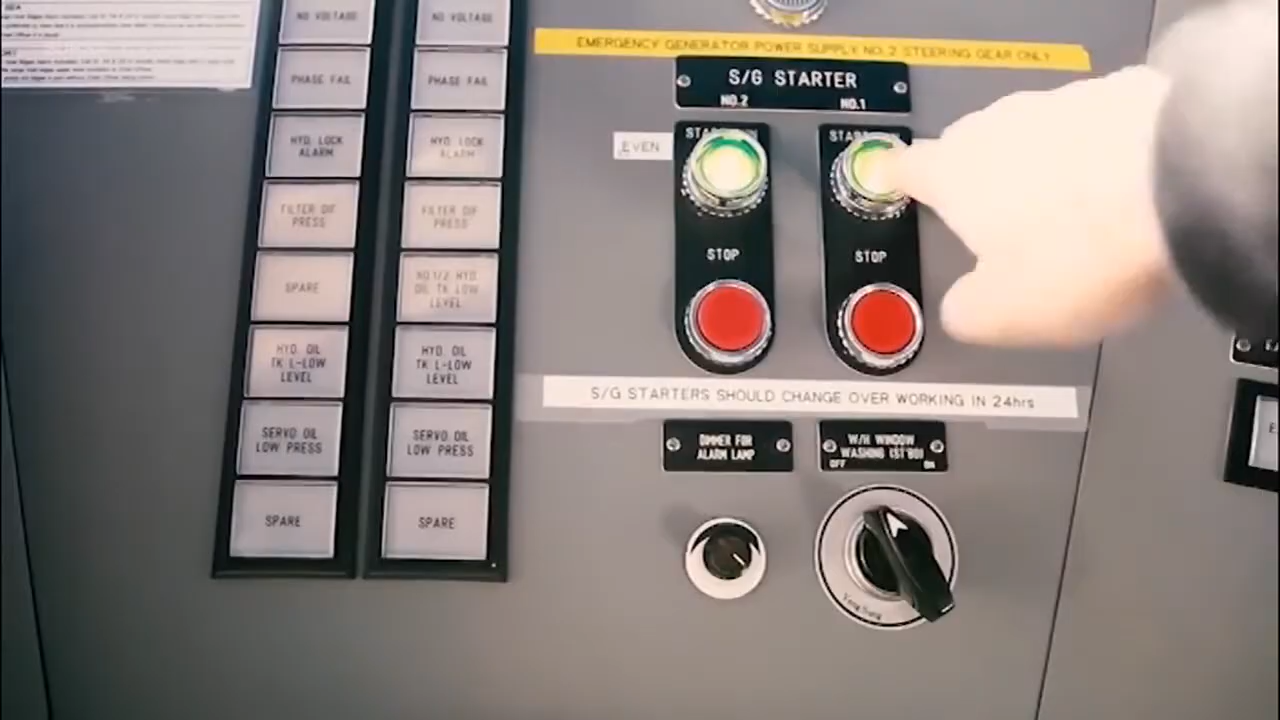 NO VOLTAGE
PHASE FAIL
HYD. LOCK
ALARM
FILTER DIF
PRESS
SPARE
HYD. OIL
TK L-LOW
LEVEL
SERVO OIL
LOW PRESS
SPARE
NO VOLTAGE
PHASE FAIL
HYD. LOCK
ALARM
FILTER DIF
PRESS
NO.1/2 HYD.
OIL TK LOW
LEVEL
HYD. OIL
TK L-LOW
LEVEL
SERVO OIL
LOW PRESS
SPARE
EMERGENCY GENERATOR POWER SUPPLY NO.2 STEERING GEAR ONLY
S/G STARTER
NO.2 NO.1
EVEN
STOP
STOP
S/G STARTERS SHOULD CHANGE OVER WORKING IN 24hrs
DIMMER FOR
ALARM LAMP
W/H WINDOW
WASHING (ST'BD)
OFF ON